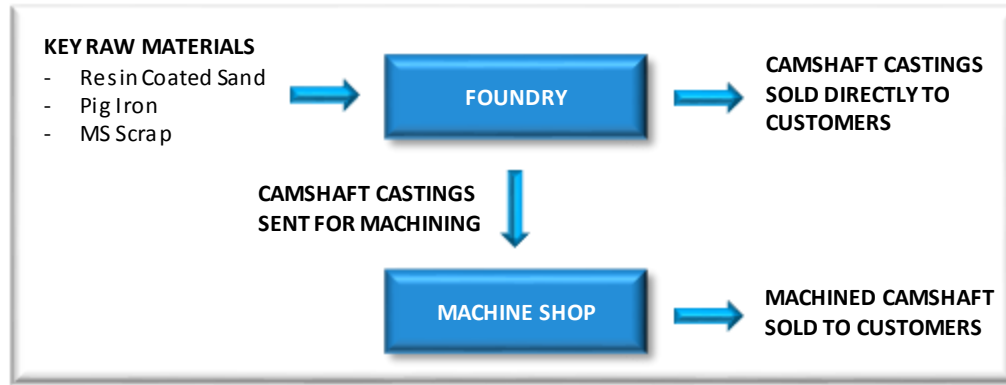 KEY RAW MATERIALS
- Resin Coated Sand
- Pig Iron
- MS Scrap
FOUNDRY
CAMSHAFT CASTINGS
SOLD DIRECTLY TO
CUSTOMERS
CAMSHAFT CASTINGS
SENT FOR MACHINING
MACHINE SHOP
MACHINED CAMSHAFT
SOLD TO CUSTOMERS